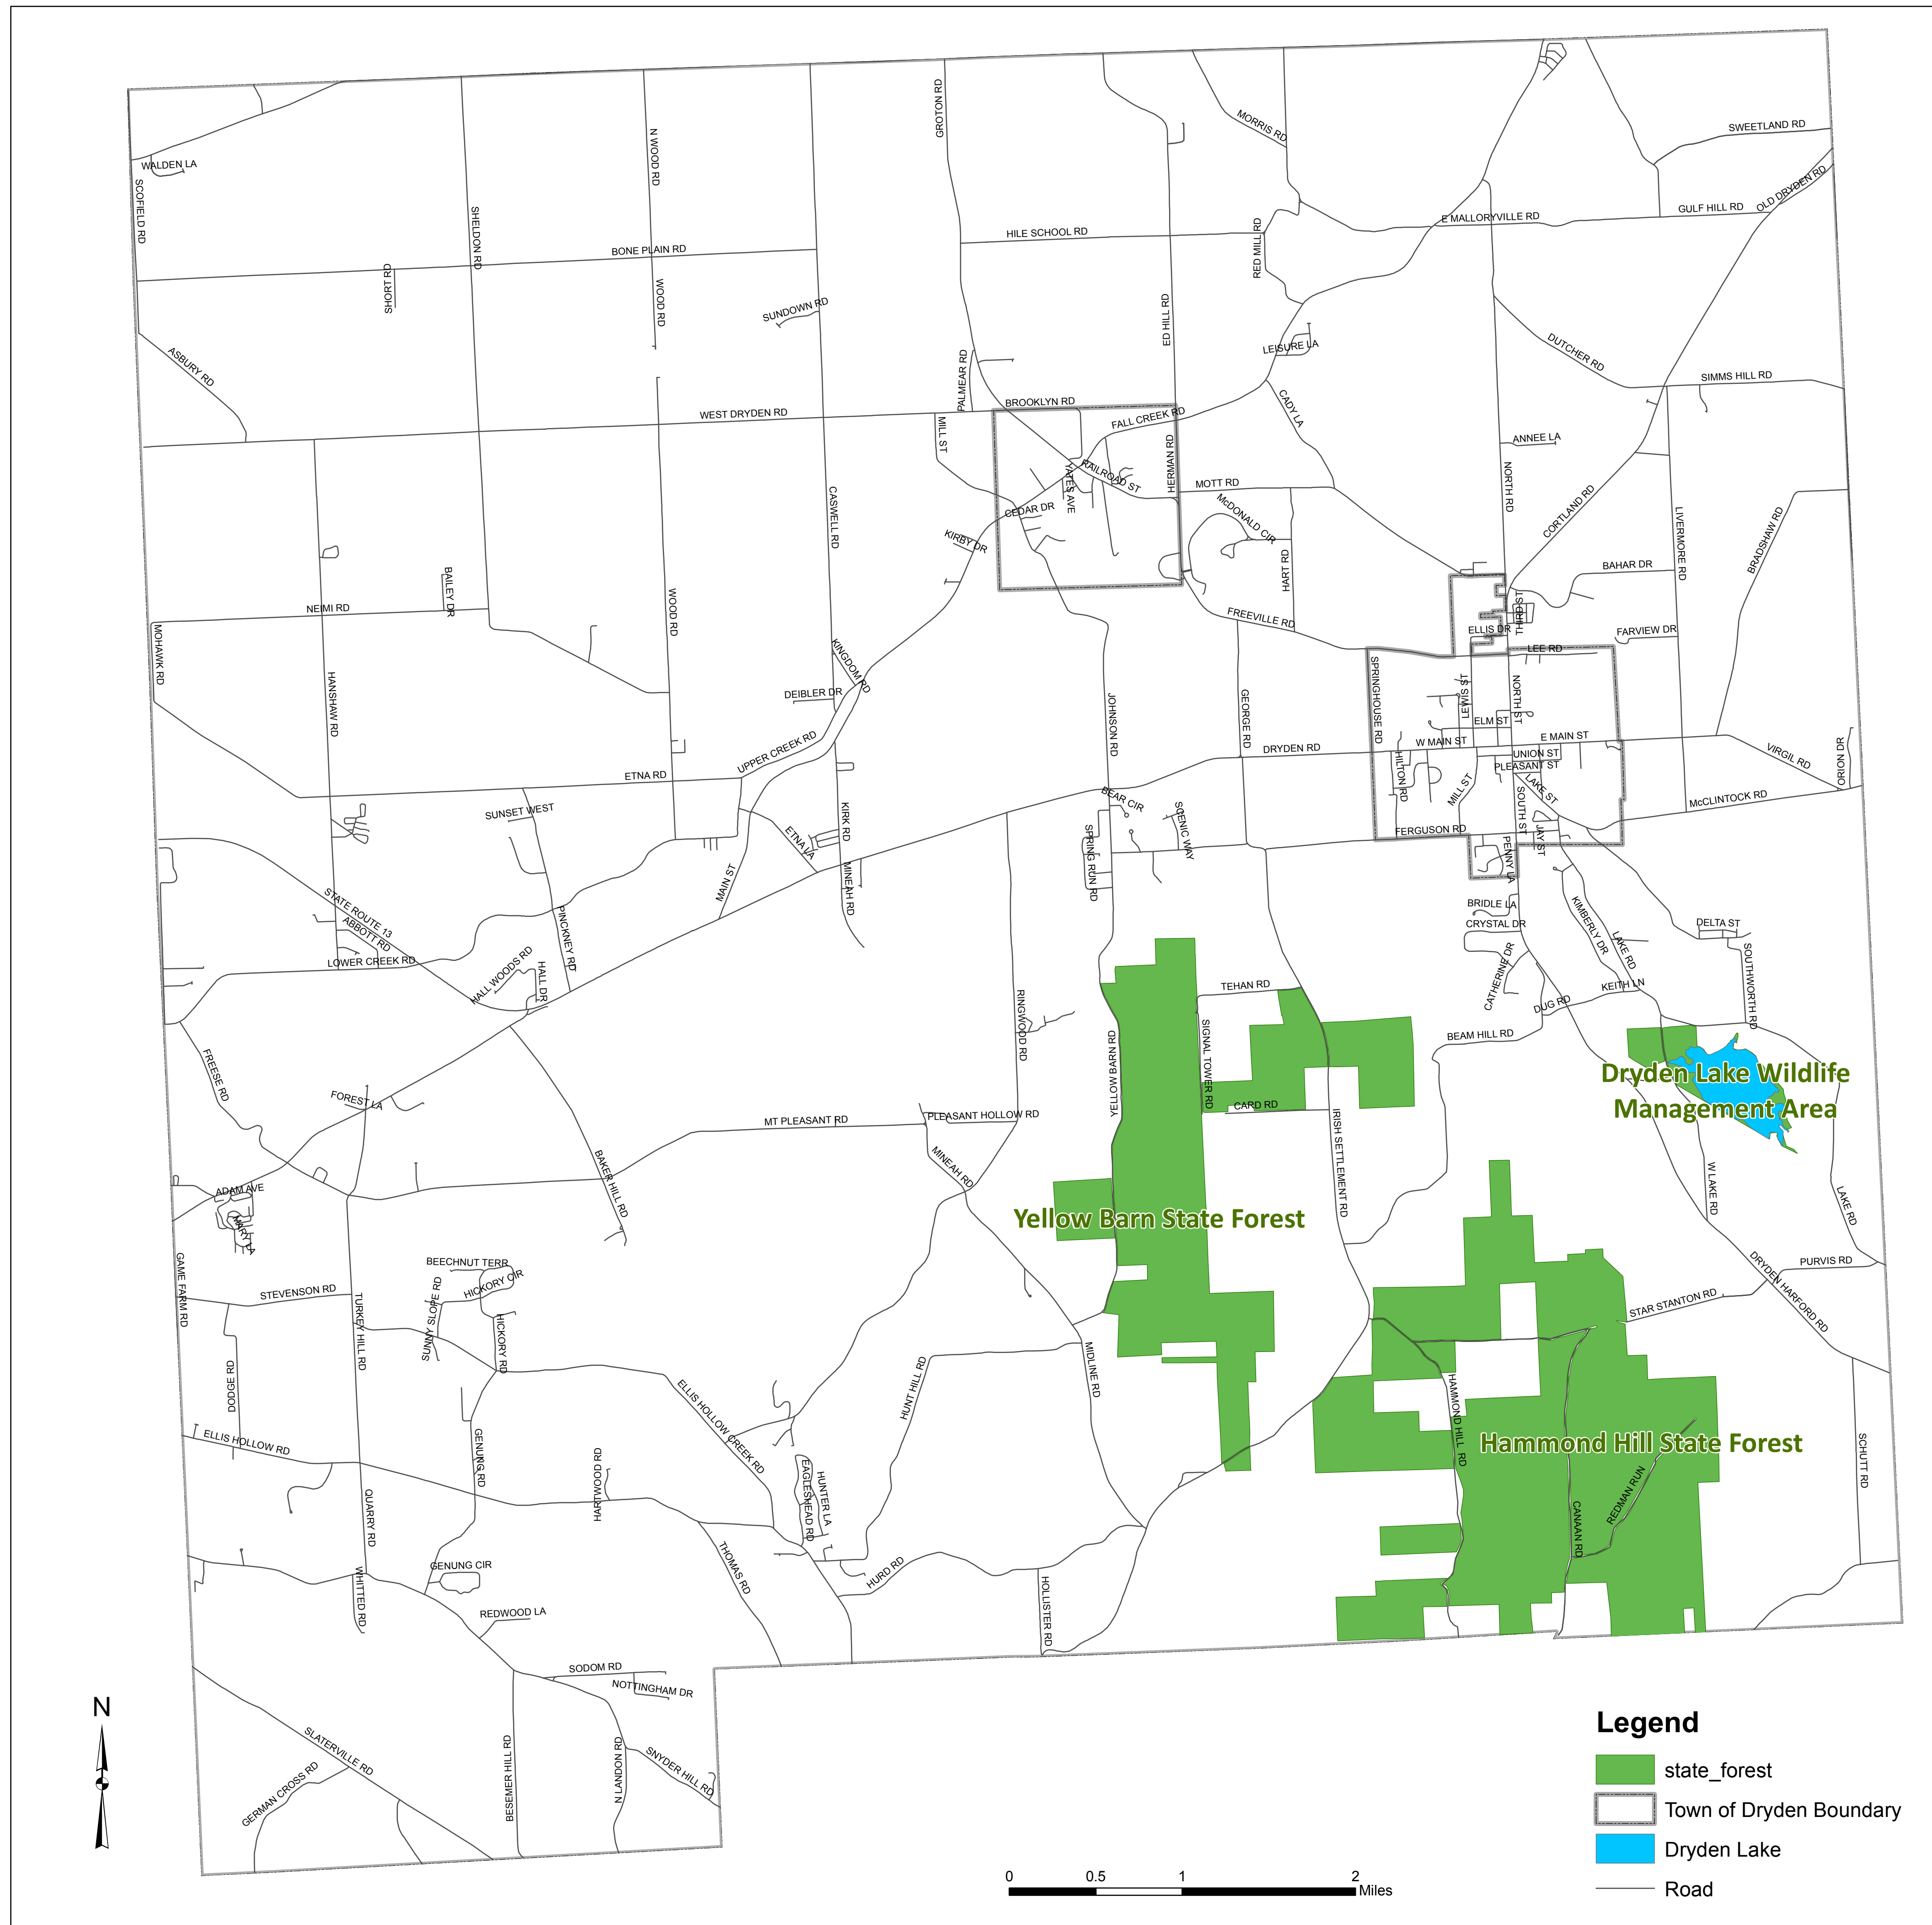 MORRIS RD
GROTON RD
SWEETLAND RD
N WOOD RD
WALDEN LA
SCOFIELD RD
OLD DRYDEN RD
GULF HILL RD
E MALLORYVILLE RD
SHELDON RD
HILE SCHOOL RD
RED MILL RD
BONE PLAIN RD
SHORT RD
WOOD RD
SUNDOWN RD
ED HILL RD
LEISURE LA
DUTCHER RD
ASBURY RD
PALMEAR RD
SIMMS HILL RD
BROOKLYN RD
WEST DRYDEN RD
FALL CREEK RD
CADY LA
MILL ST
HERMAN RD
ANNEE LA
RAILROAD ST
YATES AVE
MOTT RD
NORTH RD
CASWELL RD
CEDAR DR
McDONALD CIR
CORTLAND RD
LIVERMORE RD
BRADSHAW RD
KIRBY DR
HART RD
BAHAR DR
BAILEY DR
NEIMI RD
WOOD RD
FREEVILLE RD
THIRD ST
ELLIS DR
FARVIEW DR
MOHAWK RD
LEE RD
KINGDOM RD
SPRINGHOUSE RD
HANSHAW RD
DEIBLER DR
LEWIS ST
NORTH ST
JOHNSON RD
GEORGE RD
ELM ST
UPPER CREEK RD
DRYDEN RD
W MAIN ST
E MAIN ST
UNION ST
PLEASANT ST
VIRGIL RD
ORION DR
ETNA RD
HILTON RD
MILL ST
LAKE ST
BEAR CIR
McCLINTOCK RD
SUNSET WEST
SOUTH ST
KIRK RD
SCENIC WAY
ETNA LA
SPRING RUN RD
FERGUSON RD
JAY ST
PENNY LA
MAIN ST
MINEAH RD
STATE ROUTE 13
ABBOTT RD
PINCKNEY RD
BRIDLE LA
CRYSTAL DR
KIMBERLY DR
DELTA ST
LAKE RD
LOWER CREEK RD
HALL WOODS RD
HALL DR
CATHERINE DR
SOUTHWORTH RD
TEHAN RD
KEITH LN
DUG RD
RINGWOOD RD
YELLOW BARN RD
SIGNAL TOWER RD
BEAM HILL RD
FREESE RD
Dryden Lake Wildlife
Management Area
FOREST LA
CARD RD
MT PLEASANT RD
PLEASANT HOLLOW RD
IRISH SETTLEMENT RD
MINEAH RD
BAKER HILL RD
W LAKE RD
ADAM AVE
MARY LA
LAKE RD
Yellow Barn State Forest
GAME FARM RD
BEECHNUT TERR
HICKORY CIR
STEVENSON RD
SUNNY SLOPE RD
DRYDEN HARFORD RD
PURVIS RD
STAR STANTON RD
TURKEY HILL RD
HICKORY RD
DODGE RD
MIDLINE RD
HUNT HILL RD
ELLIS HOLLOW CREEK RD
HAMMOND HILL RD
Hammond Hill State Forest
ELLIS HOLLOW RD
GENUNG RD
HARTWOOD RD
EAGLESHEAD RD
HUNTER LA
SCHUTT RD
REDMAN RUN
QUARRY RD
CANAAN RD
THOMAS RD
GENUNG CIR
HURD RD
WHITTED RD
HOLLISTER RD
REDWOOD LA
SODOM RD
NOTTINGHAM DR
N
SLATERVILLE RD
GERMAN CROSS RD
BESEMER HILL RD
N LANDON RD
SNYDER HILL RD
Legend
state_forest
Town of Dryden Boundary
Dryden Lake
Road
0 0.5 1 2
Miles